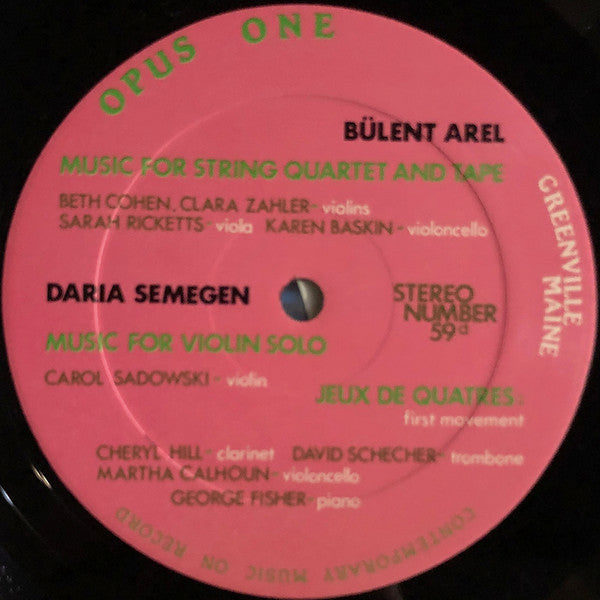 OPUS ONE
BÜLENT AREL
MUSIC FOR STRING QUARTET AND TAPE
BETH COHEN, CLARA ZAHLER-violins
SARAH RICKETTS-viola KAREN BASKIN-violoncello
GREENVILLE
MAINE
DARIA SEMEGEN
STEREO
NUMBER
59a
MUSIC FOR VIOLIN SOLO
CAROL SADOWSKI-violin
JEUX DE QUATRES:
first movement
CHERYL HILL-clarinet DAVID SCHECHER-trombone
MARTHA CALHOUN-violoncello
GEORGE FISHER-piano
CONTEMPORARY MUSIC ON RECORD